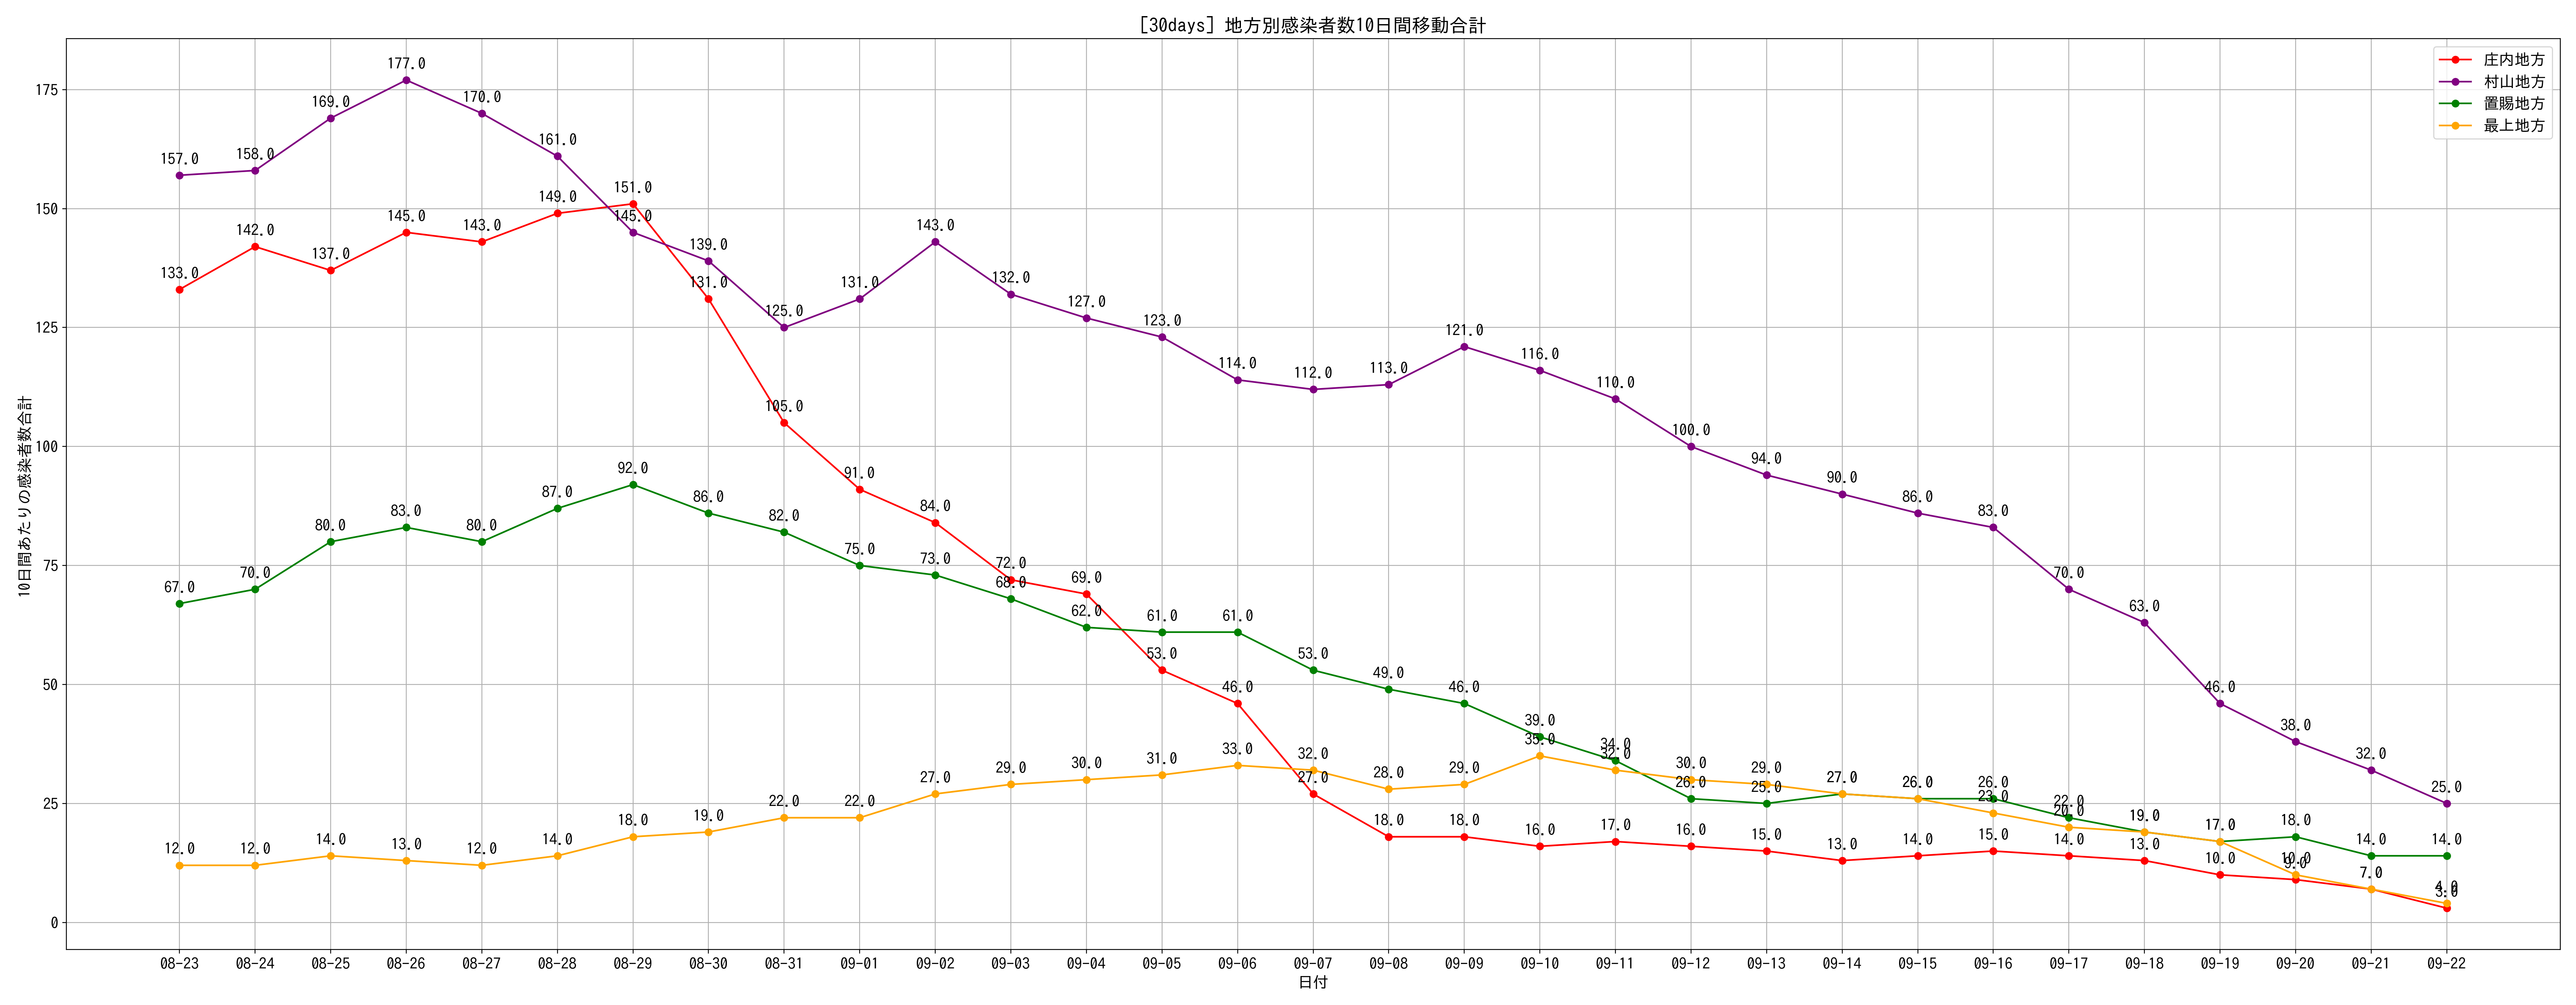 [30days] 地方別感染者数10日間移動合計
庄内地方
村山地方
置賜地方
最上地方
10日間あたりの感染者数合計
175
150
125
100
75
50
25
0
157.0 158.0 169.0 177.0 170.0 161.0 145.0 139.0 125.0 131.0 143.0 132.0 127.0 123.0 114.0 112.0 113.0 121.0 116.0 110.0 100.0 94.0 90.0 86.0 83.0 70.0 63.0 46.0 38.0 32.0 25.0
133.0 142.0 137.0 145.0 143.0 149.0 151.0 131.0 105.0 91.0 84.0 72.0 69.0 53.0 46.0 27.0 18.0 18.0 16.0 17.0 16.0 15.0 13.0 14.0 15.0 14.0 13.0 10.0 9.0 7.0 3.0
67.0 70.0 80.0 83.0 80.0 87.0 92.0 86.0 82.0 75.0 73.0 68.0 62.0 61.0 61.0 53.0 49.0 46.0 39.0 34.0 26.0 25.0 27.0 26.0 26.0 22.0 19.0 17.0 18.0 14.0 14.0
12.0 12.0 14.0 13.0 12.0 14.0 18.0 19.0 22.0 22.0 27.0 29.0 30.0 31.0 33.0 32.0 28.0 29.0 35.0 32.0 30.0 29.0 27.0 26.0 23.0 20.0 19.0 17.0 10.0 7.0 4.0
08-23 08-24 08-25 08-26 08-27 08-28 08-29 08-30 08-31 09-01 09-02 09-03 09-04 09-05 09-06 09-07 09-08 09-09 09-10 09-11 09-12 09-13 09-14 09-15 09-16 09-17 09-18 09-19 09-20 09-21 09-22
日付